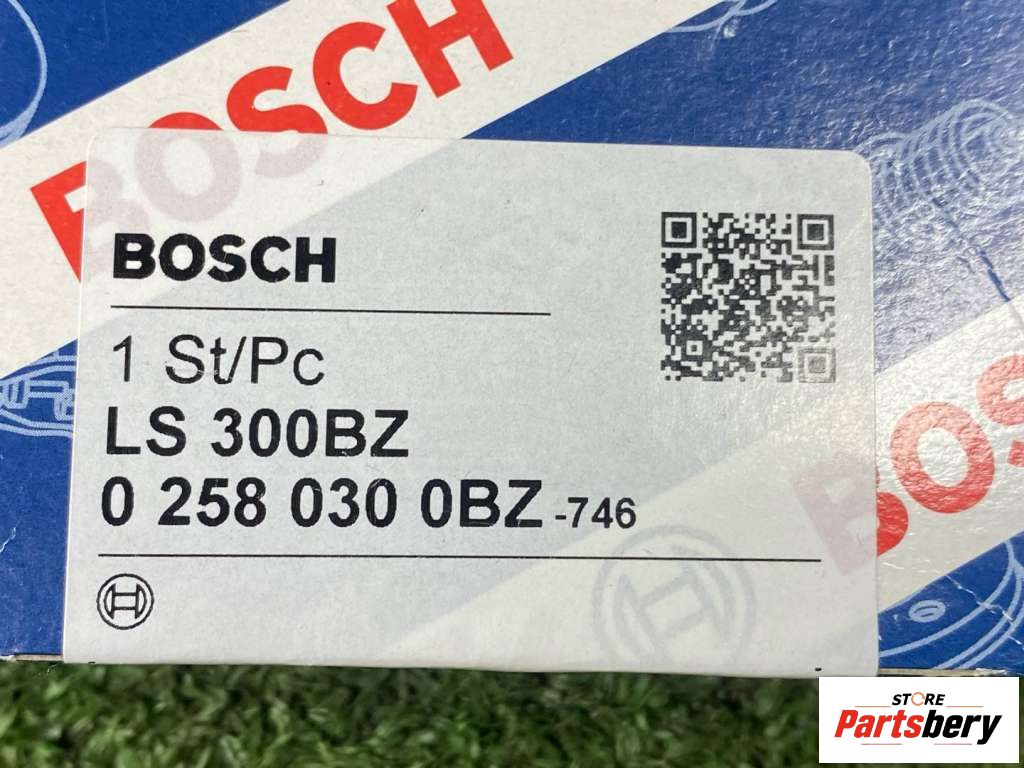 BOSCH
BOSCH
1 St/Pc
LS 300BZ
0 258 030 0BZ -746
BOS
STORE
Partsbery